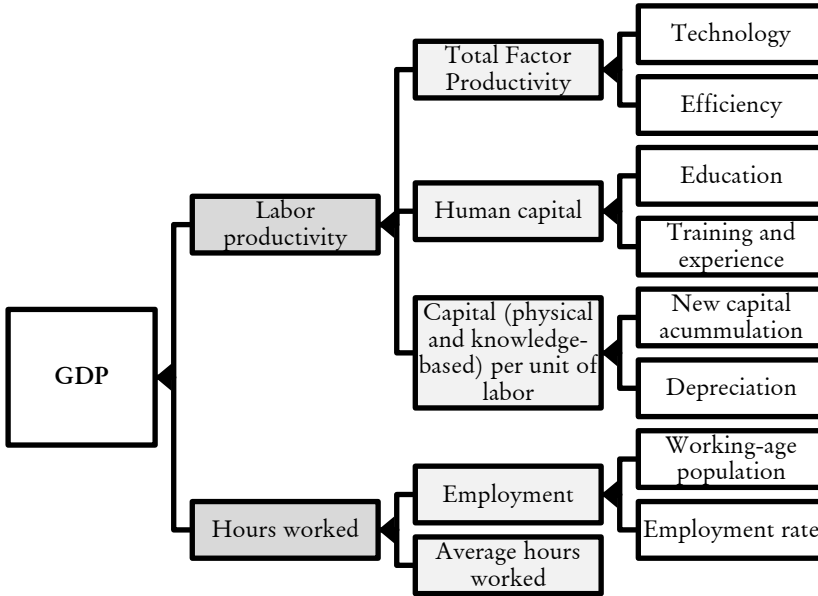 GDP
Labor
productivity
Hours worked
Total Factor
Productivity
Human capital
Capital (physical
and knowledge-
based) per unit of
labor
Employment
Average hours
worked
Technology
Efficiency
Education
Training and
experience
New capital
acummulation
Depreciation
Working-age
population
Employment rate